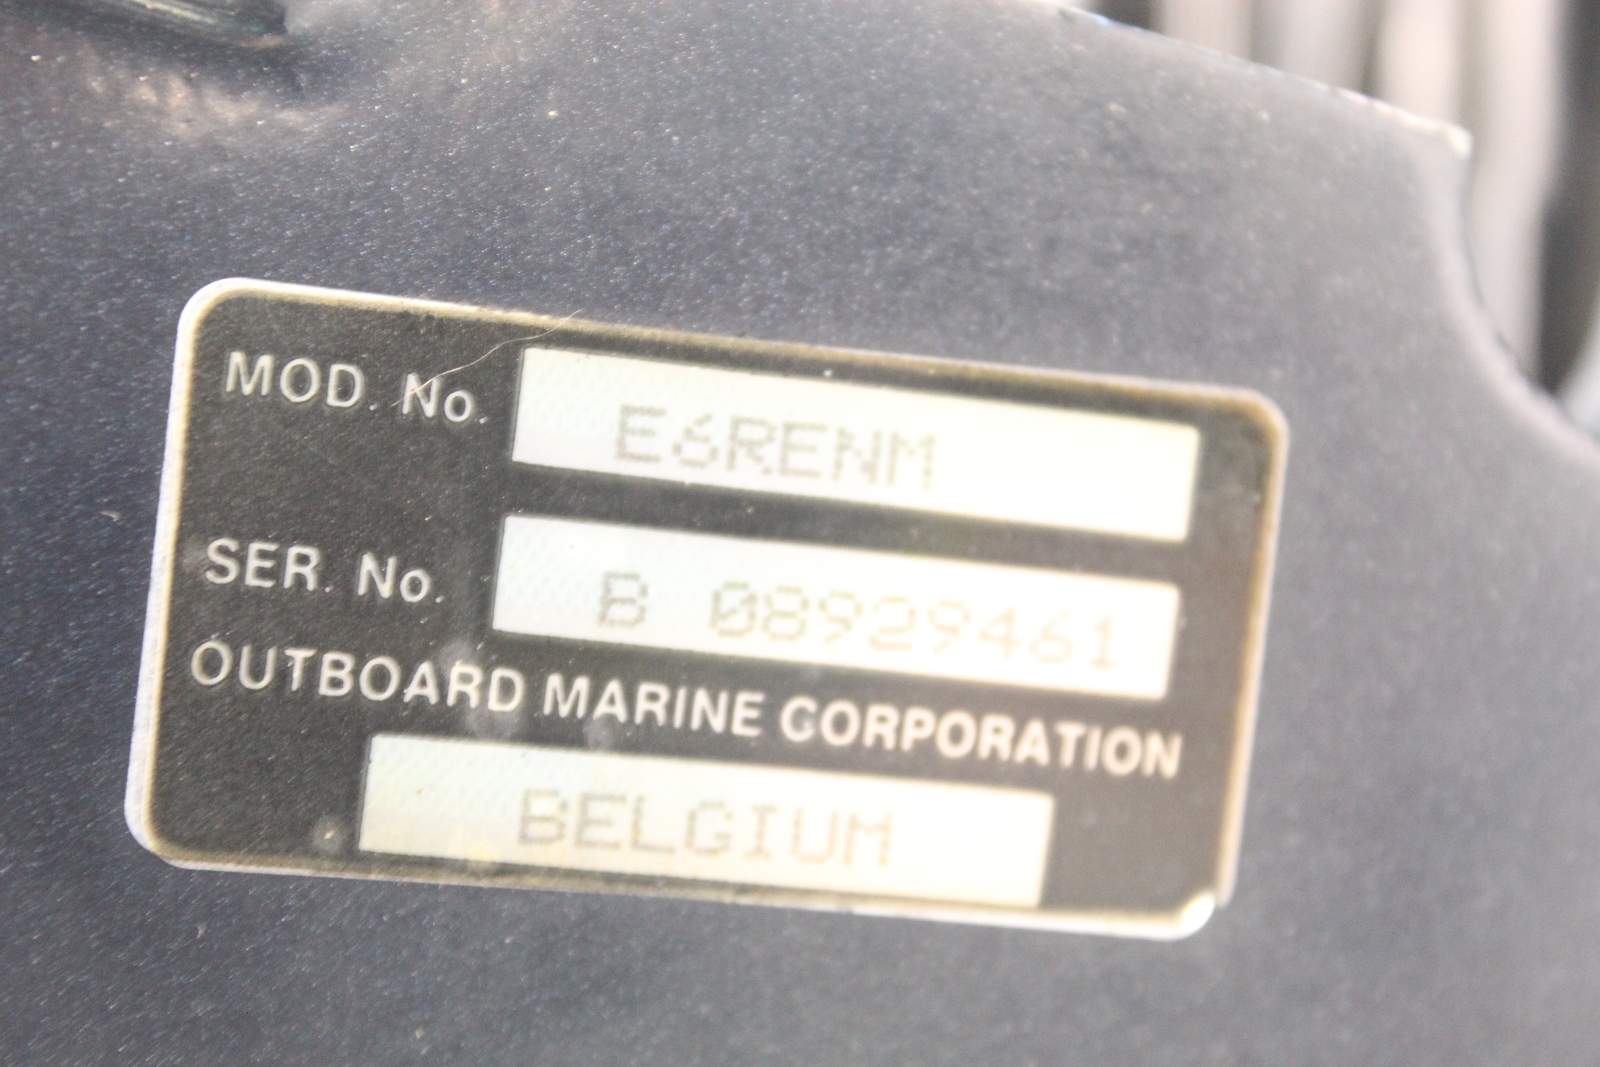 MOD. No. E6RENM
SER. No. B 08929461
OUTBOARD MARINE CORPORATION
BELGIUM